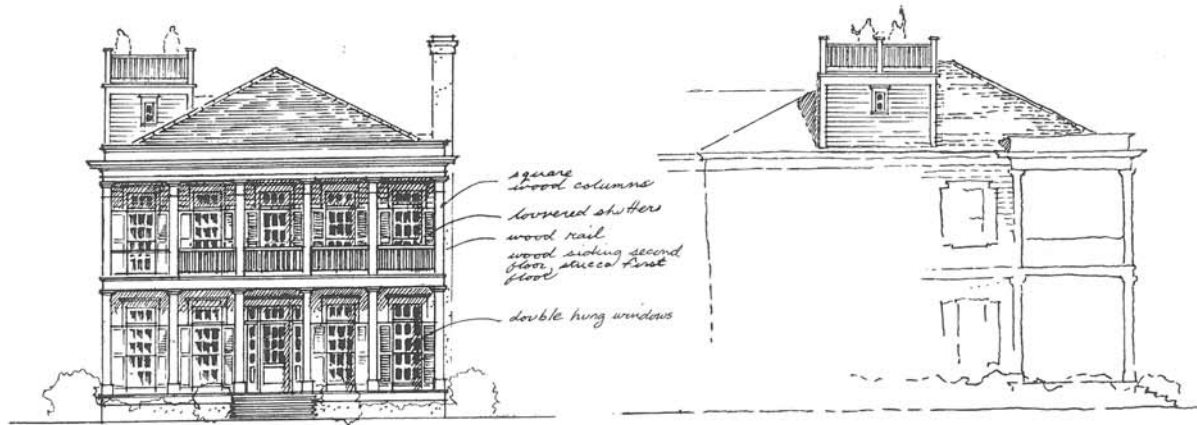 square
wood columns
louvered shutters
wood rail
wood siding second
floor, stucco first
floor
double hung windows